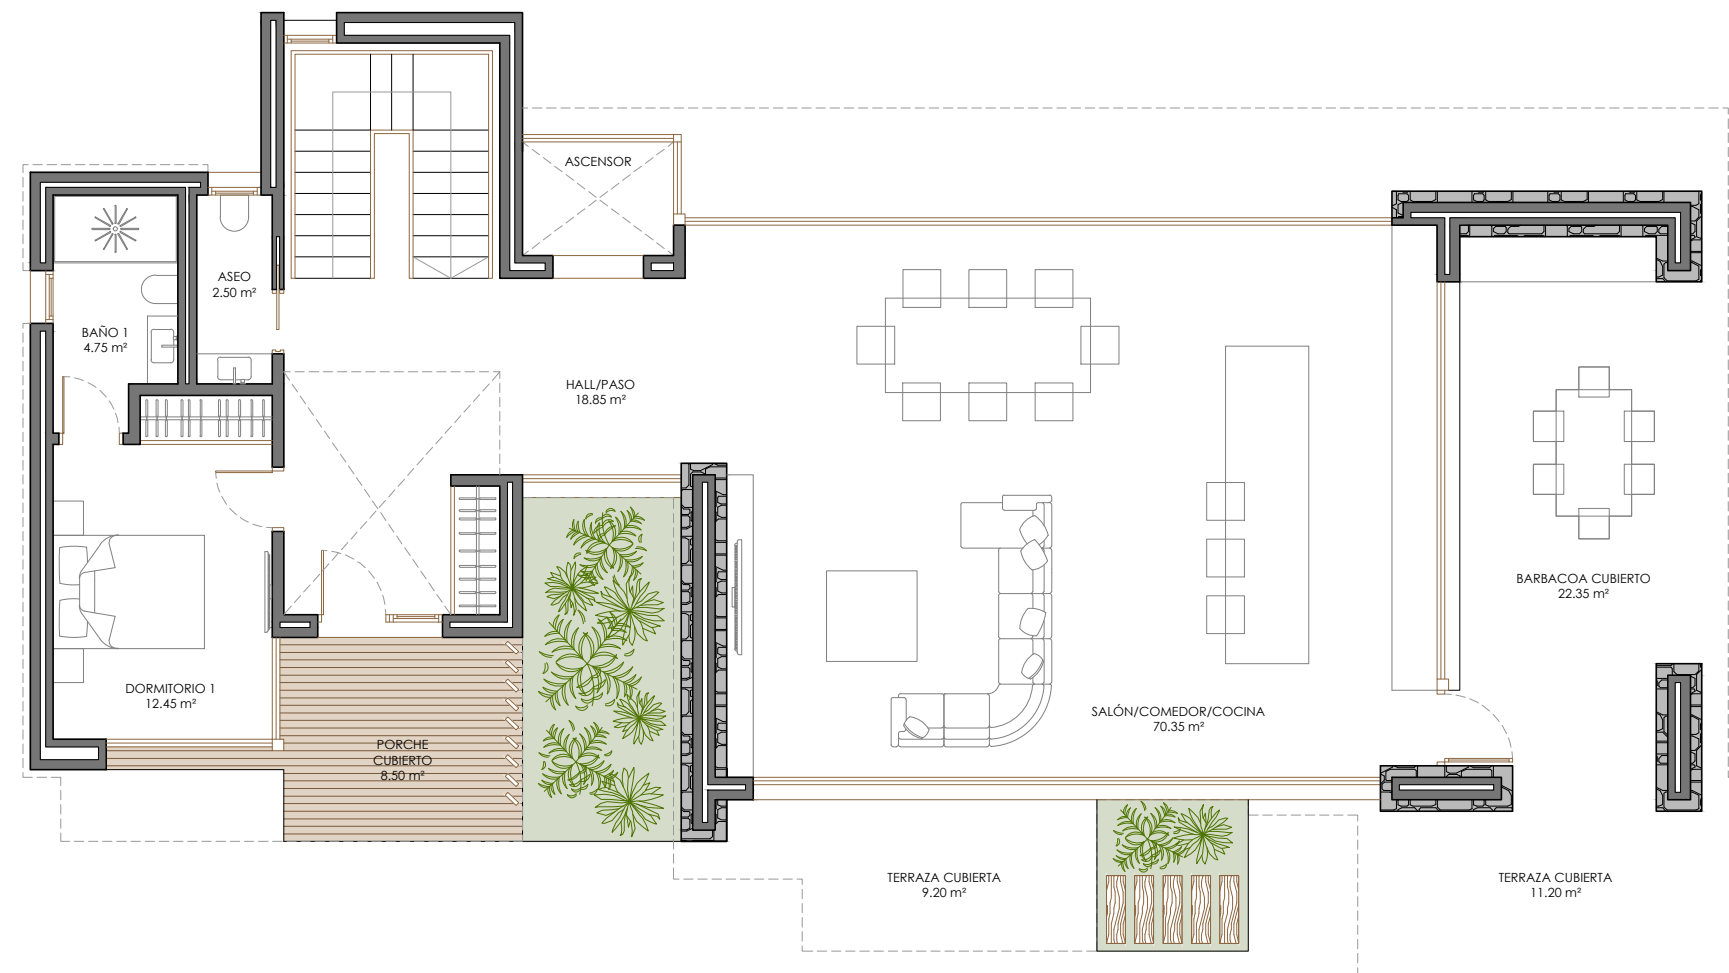 ASCENSOR
ASEO
2.50 m²
BAÑO 1
4.75 m²
HALL/PASO
18.85 m²
BARBACOA CUBIERTO
22.35 m²
DORMITORIO 1
12.45 m²
SALÓN/COMEDOR/COCINA
70.35 m²
PORCHE
CUBIERTO
8.50 m²
TERRAZA CUBIERTA
9.20 m²
TERRAZA CUBIERTA
11.20 m²